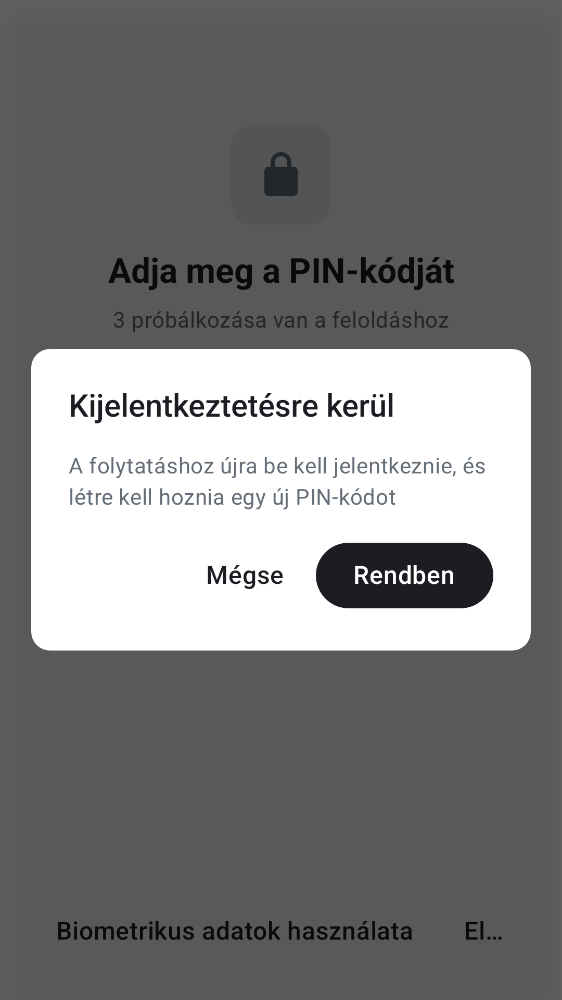 Adja meg a PIN-kódját
3 próbálkozása van a feloldáshoz
Kijelentkeztetésre kerül
A folytatáshoz újra be kell jelentkeznie, és
létre kell hoznia egy új PIN-kódot
Mégse
Rendben
Biometrikus adatok használata
El...